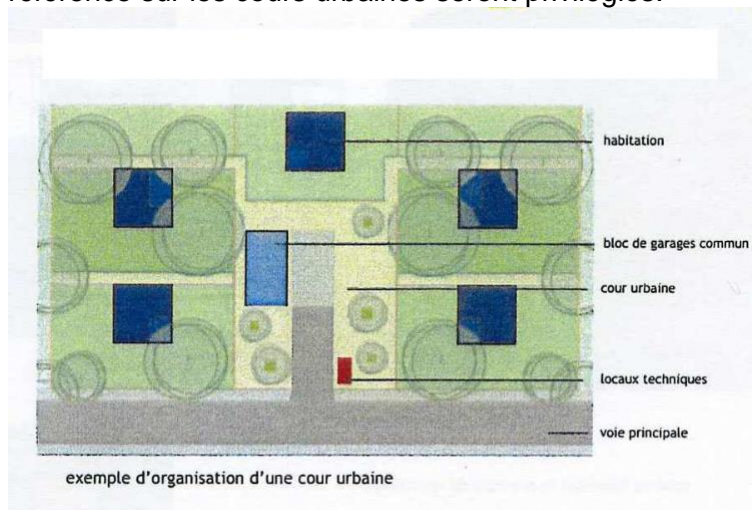 référence sur les cours urbaines seront privilégiés.
habitation
bloc de garages commun
cour urbaine
locaux techniques
voie principale
exemple d'organisation d'une cour urbaine